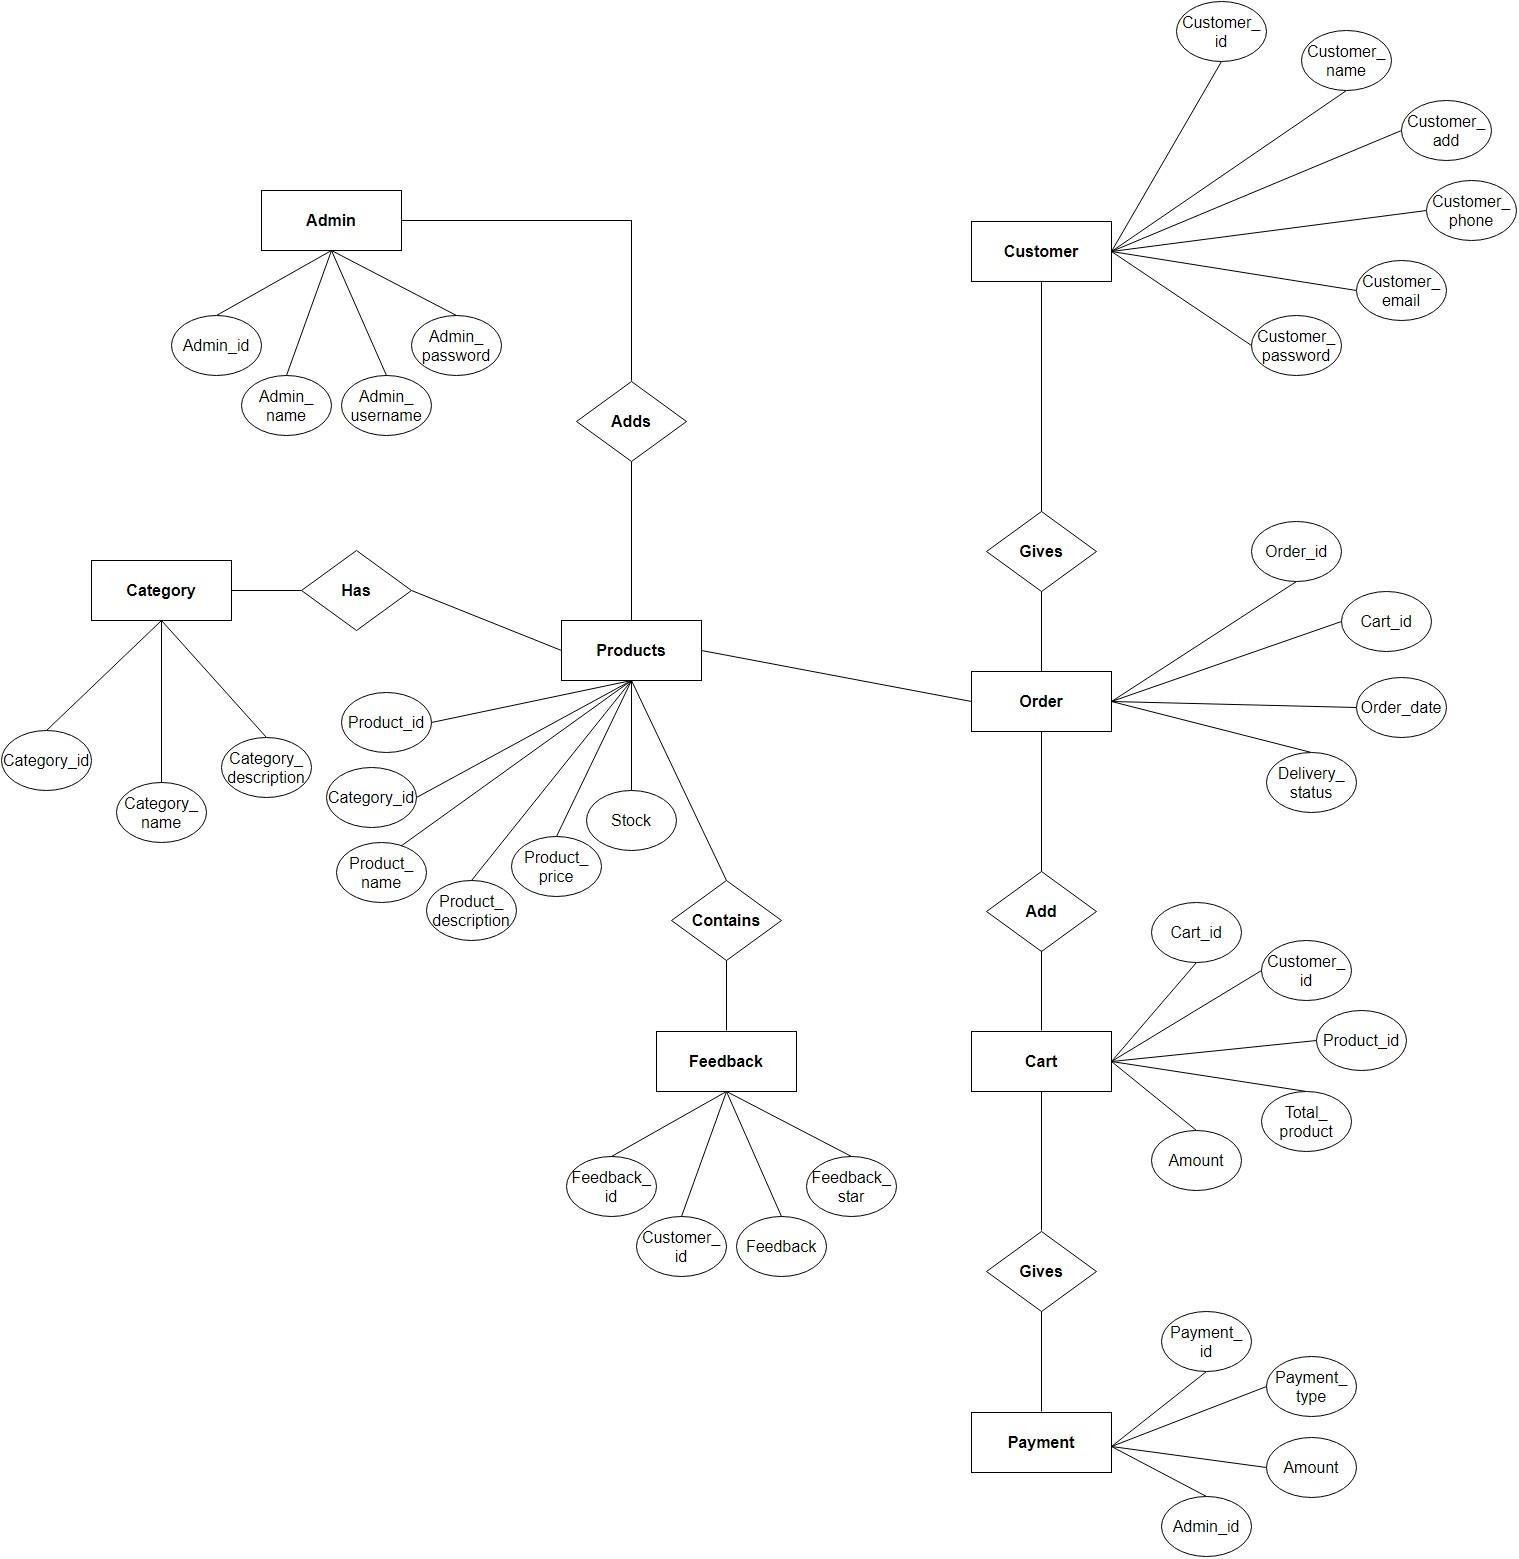 Customer_
id
Customer_
name
Customer_
add
Customer_
phone
Customer_
email
Customer_
password
Customer
Admin
Admin_id
Admin_
name
Admin_
username
Admin_
password
Adds
Gives
Category
Has
Products
Order_id
Cart_id
Order_date
Delivery_
status
Order
Category_id
Category_
name
Category_
description
Product_id
Category_id
Product_
name
Product_
description
Product_
price
Stock
Contains
Add
Feedback
Feedback_
id
Customer_
id
Feedback
Feedback_
star
Cart
Cart_id
Customer_
id
Product_id
Total_
product
Amount
Gives
Payment
Payment_
id
Payment_
type
Amount
Admin_id